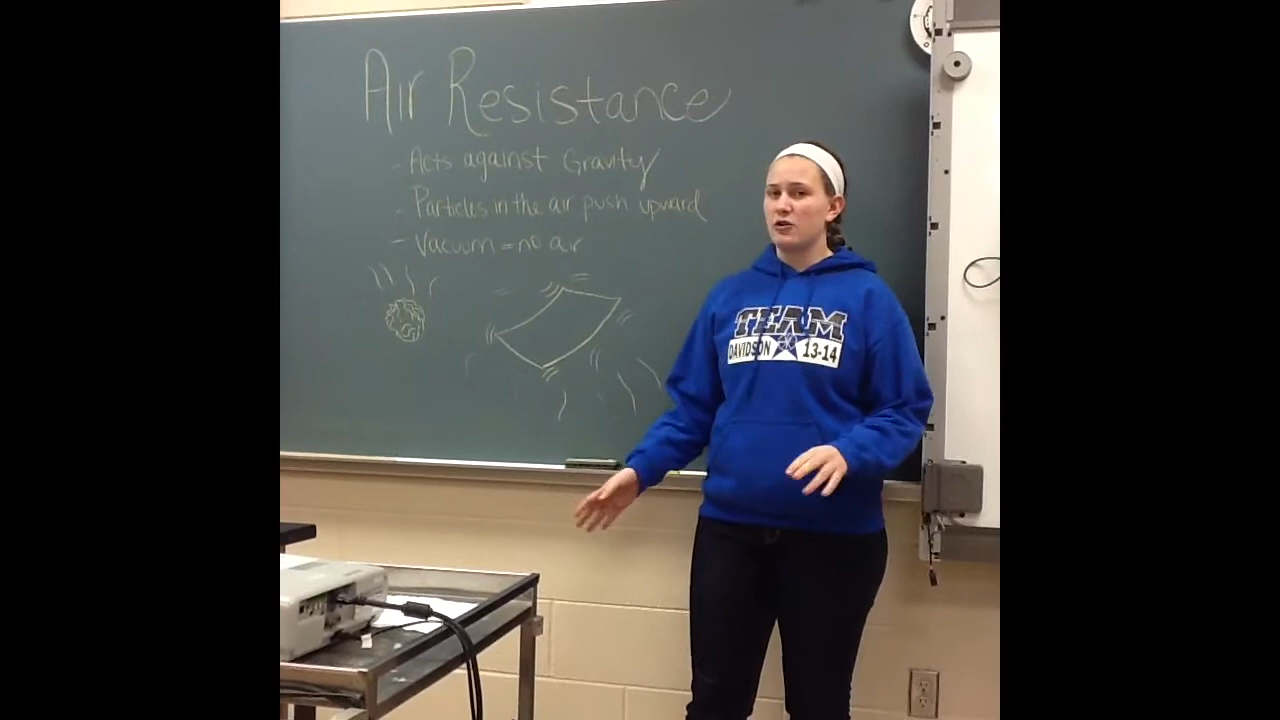 Air Resistance
- Acts against Gravity
- Particles in the air push upward
- Vacuum = no air
TEAM
DAVIDSON 13-14